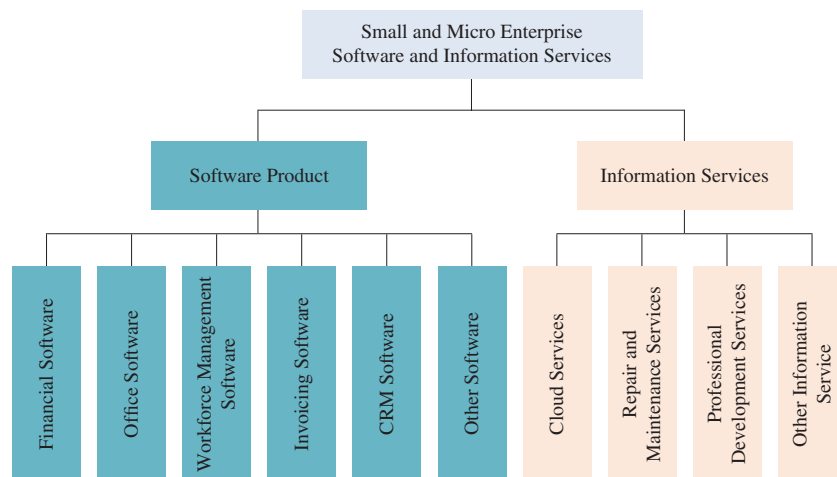 Small and Micro Enterprise
Software and Information Services
Software Product
Information Services
Financial Software
Office Software
Workforce Management
Software
Invoicing Software
CRM Software
Other Software
Cloud Services
Repair and
Maintenance Services
Professional
Development Services
Other Information
Service